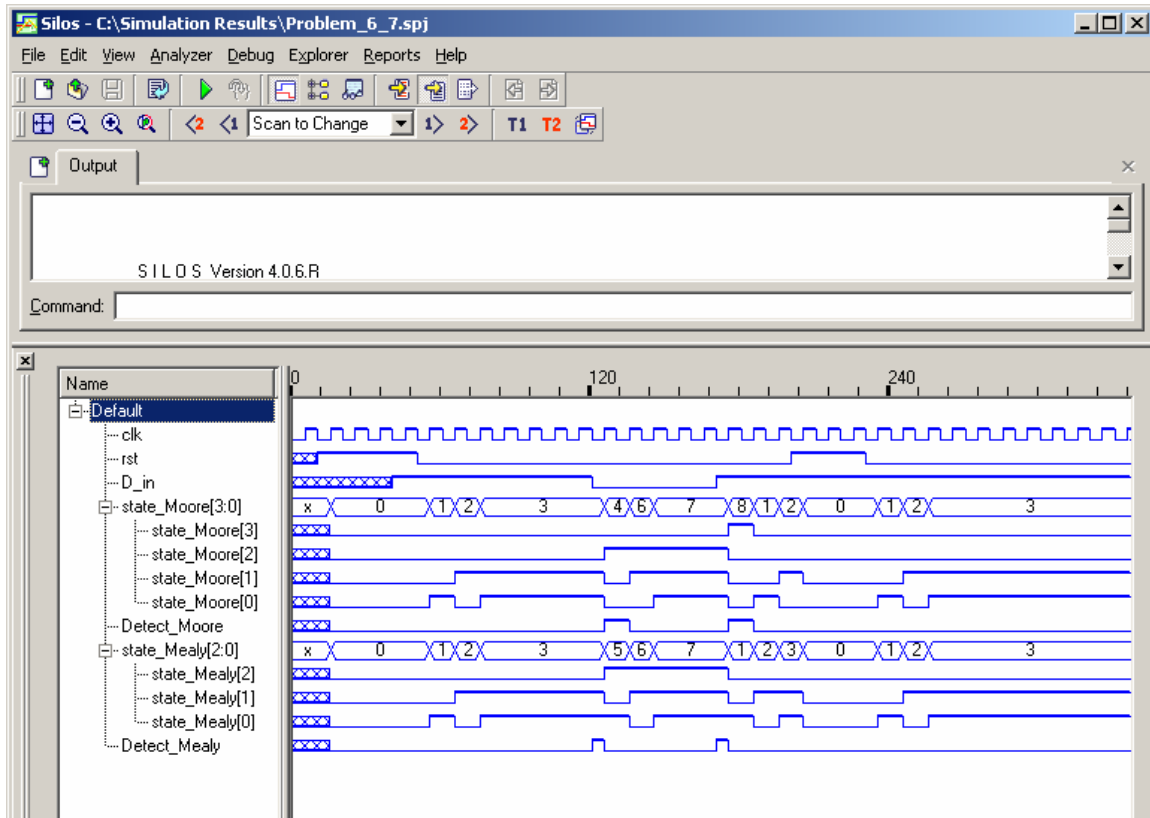 Silos - C:\Simulation Results\Problem_6_7.spj
File Edit View Analyzer Debug Explorer Reports Help
<2 <1 Scan to Change 1> 2> T1 T2
Output
S I L O S Version 4.0.6.R
Command:
Name 0 120 240
Default
clk
rst
D_in
state_Moore[3:0] x 0 1 2 3 4 6 7 8 1 2 0 1 2 3
state_Moore[3]
state_Moore[2]
state_Moore[1]
state_Moore[0]
Detect_Moore
state_Mealy[2:0] x 0 1 2 3 5 6 7 1 2 3 0 1 2 3
state_Mealy[2]
state_Mealy[1]
state_Mealy[0]
Detect_Mealy